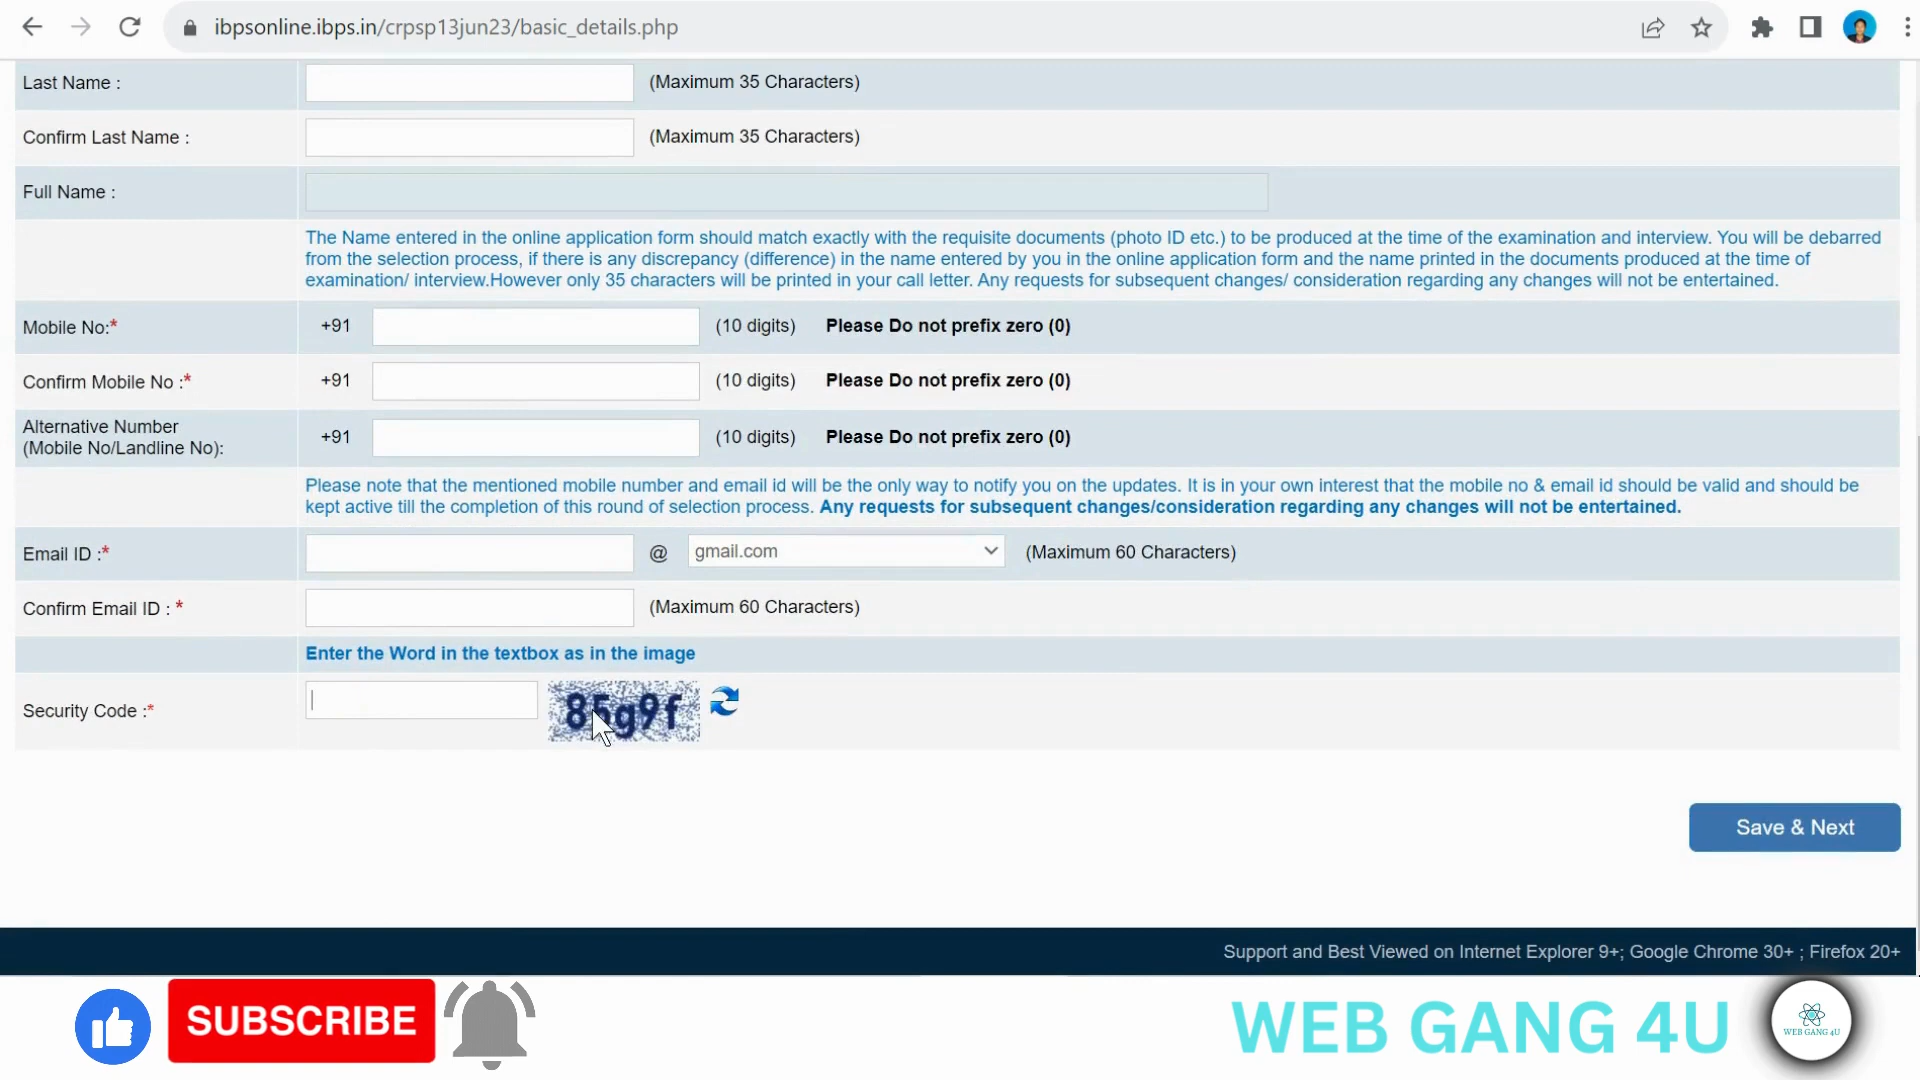 ibpsonline.ibps.in/crpsp13jun23/basic_details.php
Last Name :
(Maximum 35 Characters)
Confirm Last Name :
(Maximum 35 Characters)
Full Name :
The Name entered in the online application form should match exactly with the requisite documents (photo ID etc.) to be produced at the time of the examination and interview. You will be debarred
from the selection process, if there is any discrepancy (difference) in the name entered by you in the online application form and the name printed in the documents produced at the time of
examination/ interview.However only 35 characters will be printed in your call letter. Any requests for subsequent changes/ consideration regarding any changes will not be entertained.
Mobile No:* +91 (10 digits) Please Do not prefix zero (0)
Confirm Mobile No :* +91 (10 digits) Please Do not prefix zero (0)
Alternative Number
(Mobile No/Landline No):
+91 (10 digits) Please Do not prefix zero (0)
Please note that the mentioned mobile number and email id will be the only way to notify you on the updates. It is in your own interest that the mobile no & email id should be valid and should be
kept active till the completion of this round of selection process. Any requests for subsequent changes/consideration regarding any changes will not be entertained.
Email ID :* @ gmail.com (Maximum 60 Characters)
Confirm Email ID : * (Maximum 60 Characters)
Enter the Word in the textbox as in the image
Security Code :* 85g9f
Save & Next
Support and Best Viewed on Internet Explorer 9+; Google Chrome 30+ ; Firefox 20+
SUBSCRIBE
WEB GANG 4U
WEB GANG 4U